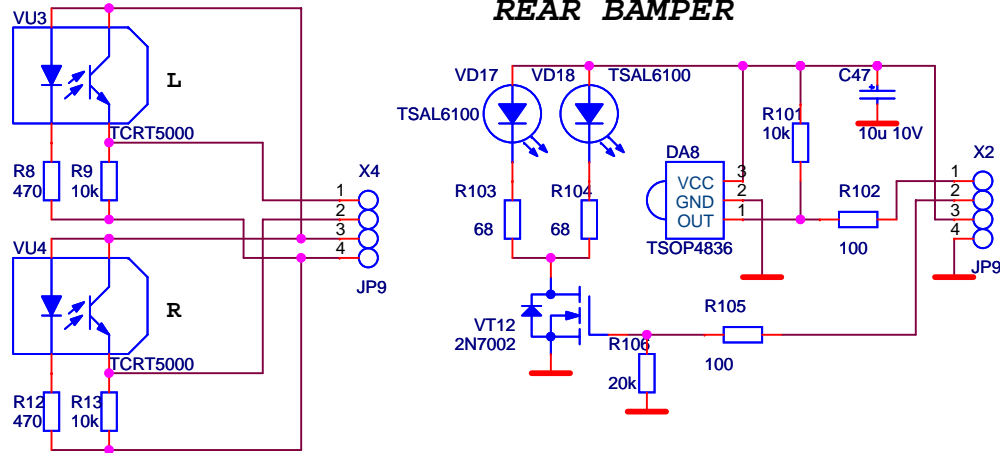 REAR BAMPER
VU3
L
TCRT5000
R8
470
R9
10k
X4
1
2
3
4
JP9
VU4
R
TCRT5000
R12
470
R13
10k
VD17
TSAL6100
VD18
TSAL6100
R103
68
R104
68
VT12
2N7002
DA8
VCC
GND
OUT
3
2
1
TSOP4836
R101
10k
C47
10u 10V
R102
100
R105
100
R106
20k
X2
1
2
3
4
JP9